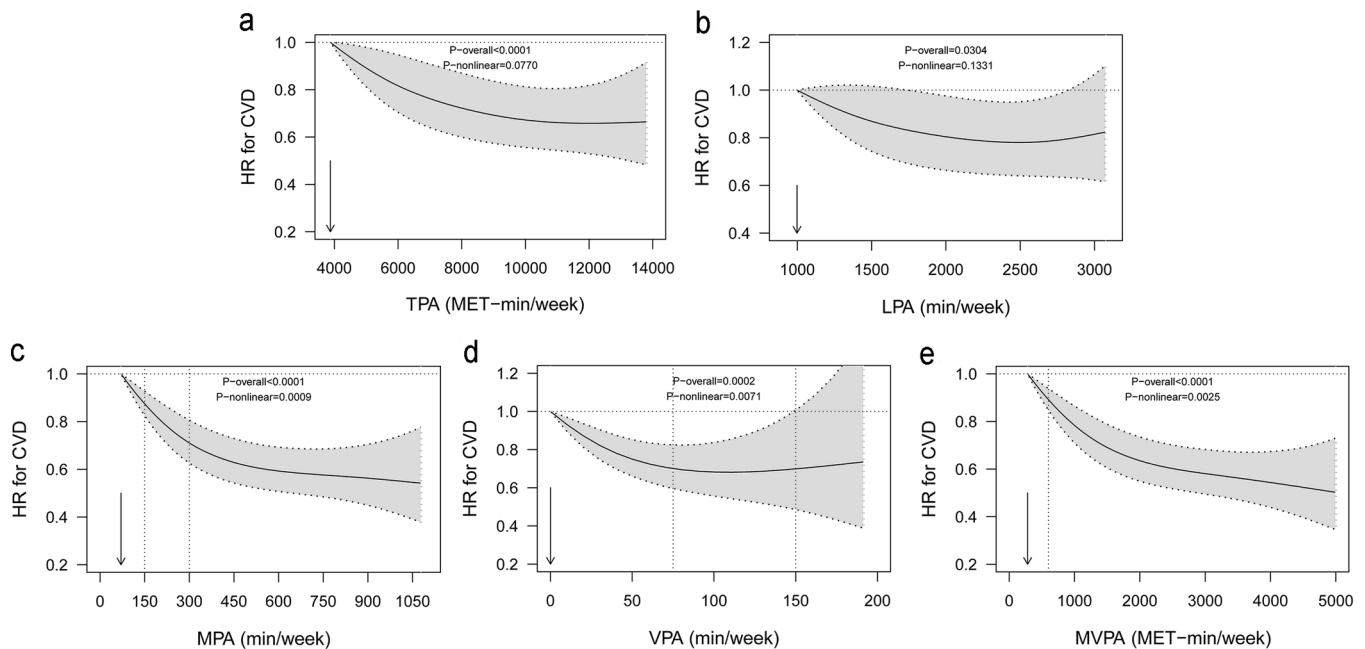 a
P-overall<0.0001
P-nonlinear=0.0770
HR for CVD
1.0
0.8
0.6
0.4
0.2
4000 6000 8000 10000 12000 14000
TPA (MET-min/week)
b
P-overall=0.0304
P-nonlinear=0.1331
HR for CVD
1.2
1.0
0.8
0.6
0.4
1000 1500 2000 2500 3000
LPA (min/week)
c
P-overall<0.0001
P-nonlinear=0.0009
HR for CVD
1.0
0.8
0.6
0.4
0.2
0 150 300 450 600 750 900 1050
MPA (min/week)
d
P-overall=0.0002
P-nonlinear=0.0071
HR for CVD
1.2
1.0
0.8
0.6
0.4
0.2
0 50 100 150 200
VPA (min/week)
e
P-overall<0.0001
P-nonlinear=0.0025
HR for CVD
1.0
0.8
0.6
0.4
0.2
0 1000 2000 3000 4000 5000
MVPA (MET-min/week)